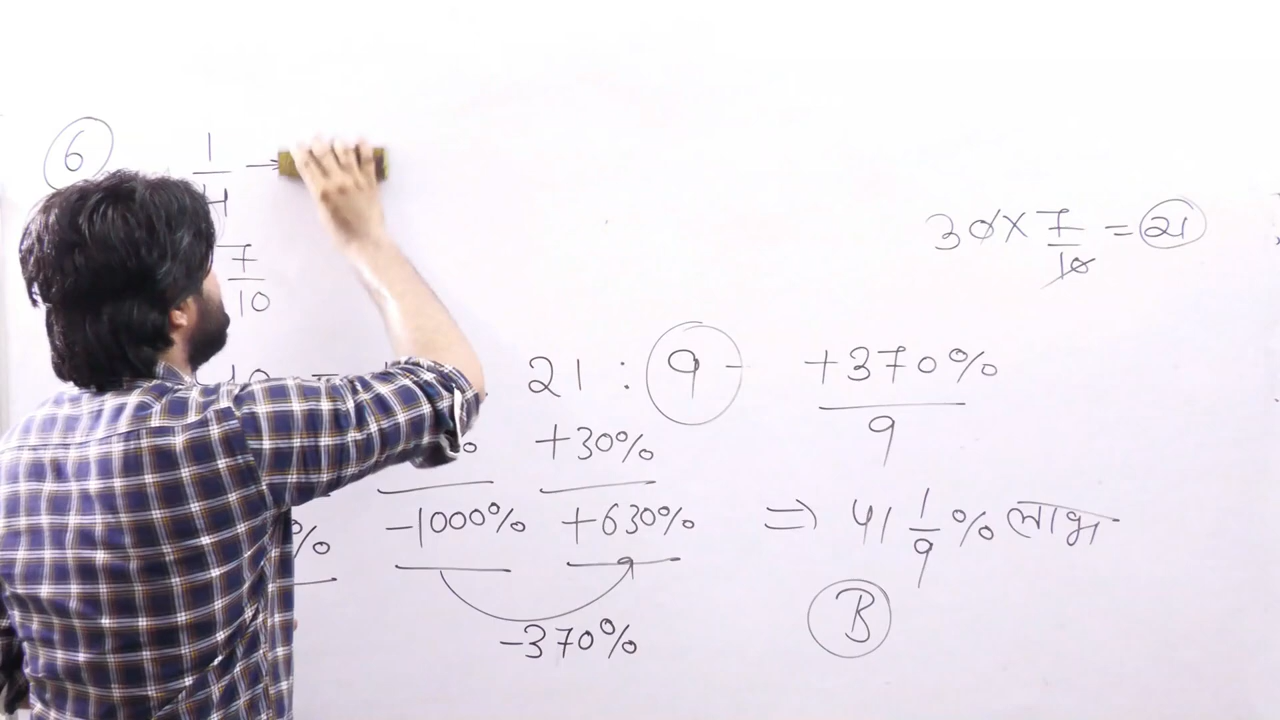 6 1/4 →
30 × 7/10 = 21
7/10
40 21 : 9 - +370%/9
% +30%
% -1000% +630% ⇒ 41 1/9 % लाभ
-370% B